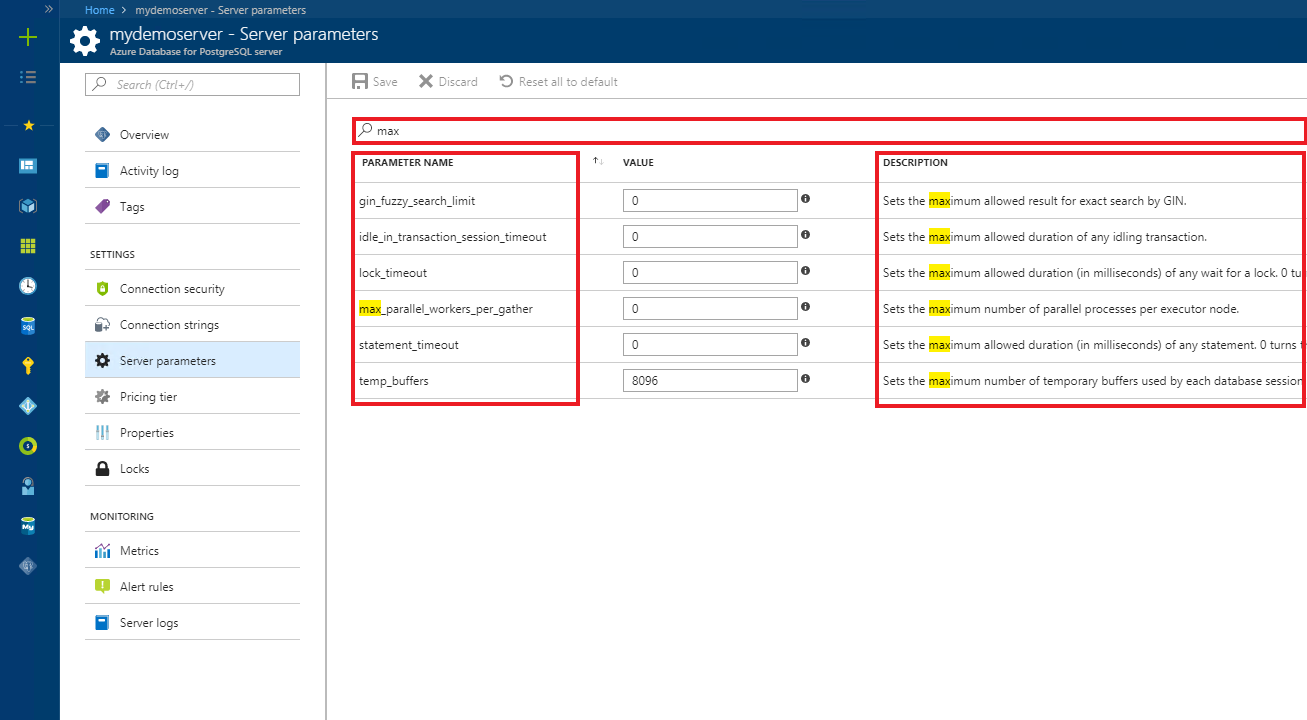 Home > mydemoserver - Server parameters
mydemoserver - Server parameters
Azure Database for PostgreSQL server
Search (Ctrl+/)
Overview
Activity log
Tags
SETTINGS
Connection security
Connection strings
Server parameters
Pricing tier
Properties
Locks
MONITORING
Metrics
Alert rules
Server logs
Save Discard Reset all to default
max
PARAMETER NAME VALUE DESCRIPTION
gin_fuzzy_search_limit 0 Sets the maximum allowed result for exact search by GIN.
idle_in_transaction_session_timeout 0 Sets the maximum allowed duration of any idling transaction.
lock_timeout 0 Sets the maximum allowed duration (in milliseconds) of any wait for a lock. 0 tu
max_parallel_workers_per_gather 0 Sets the maximum number of parallel processes per executor node.
statement_timeout 0 Sets the maximum allowed duration (in milliseconds) of any statement. 0 turns
temp_buffers 8096 Sets the maximum number of temporary buffers used by each database session
SQL
My